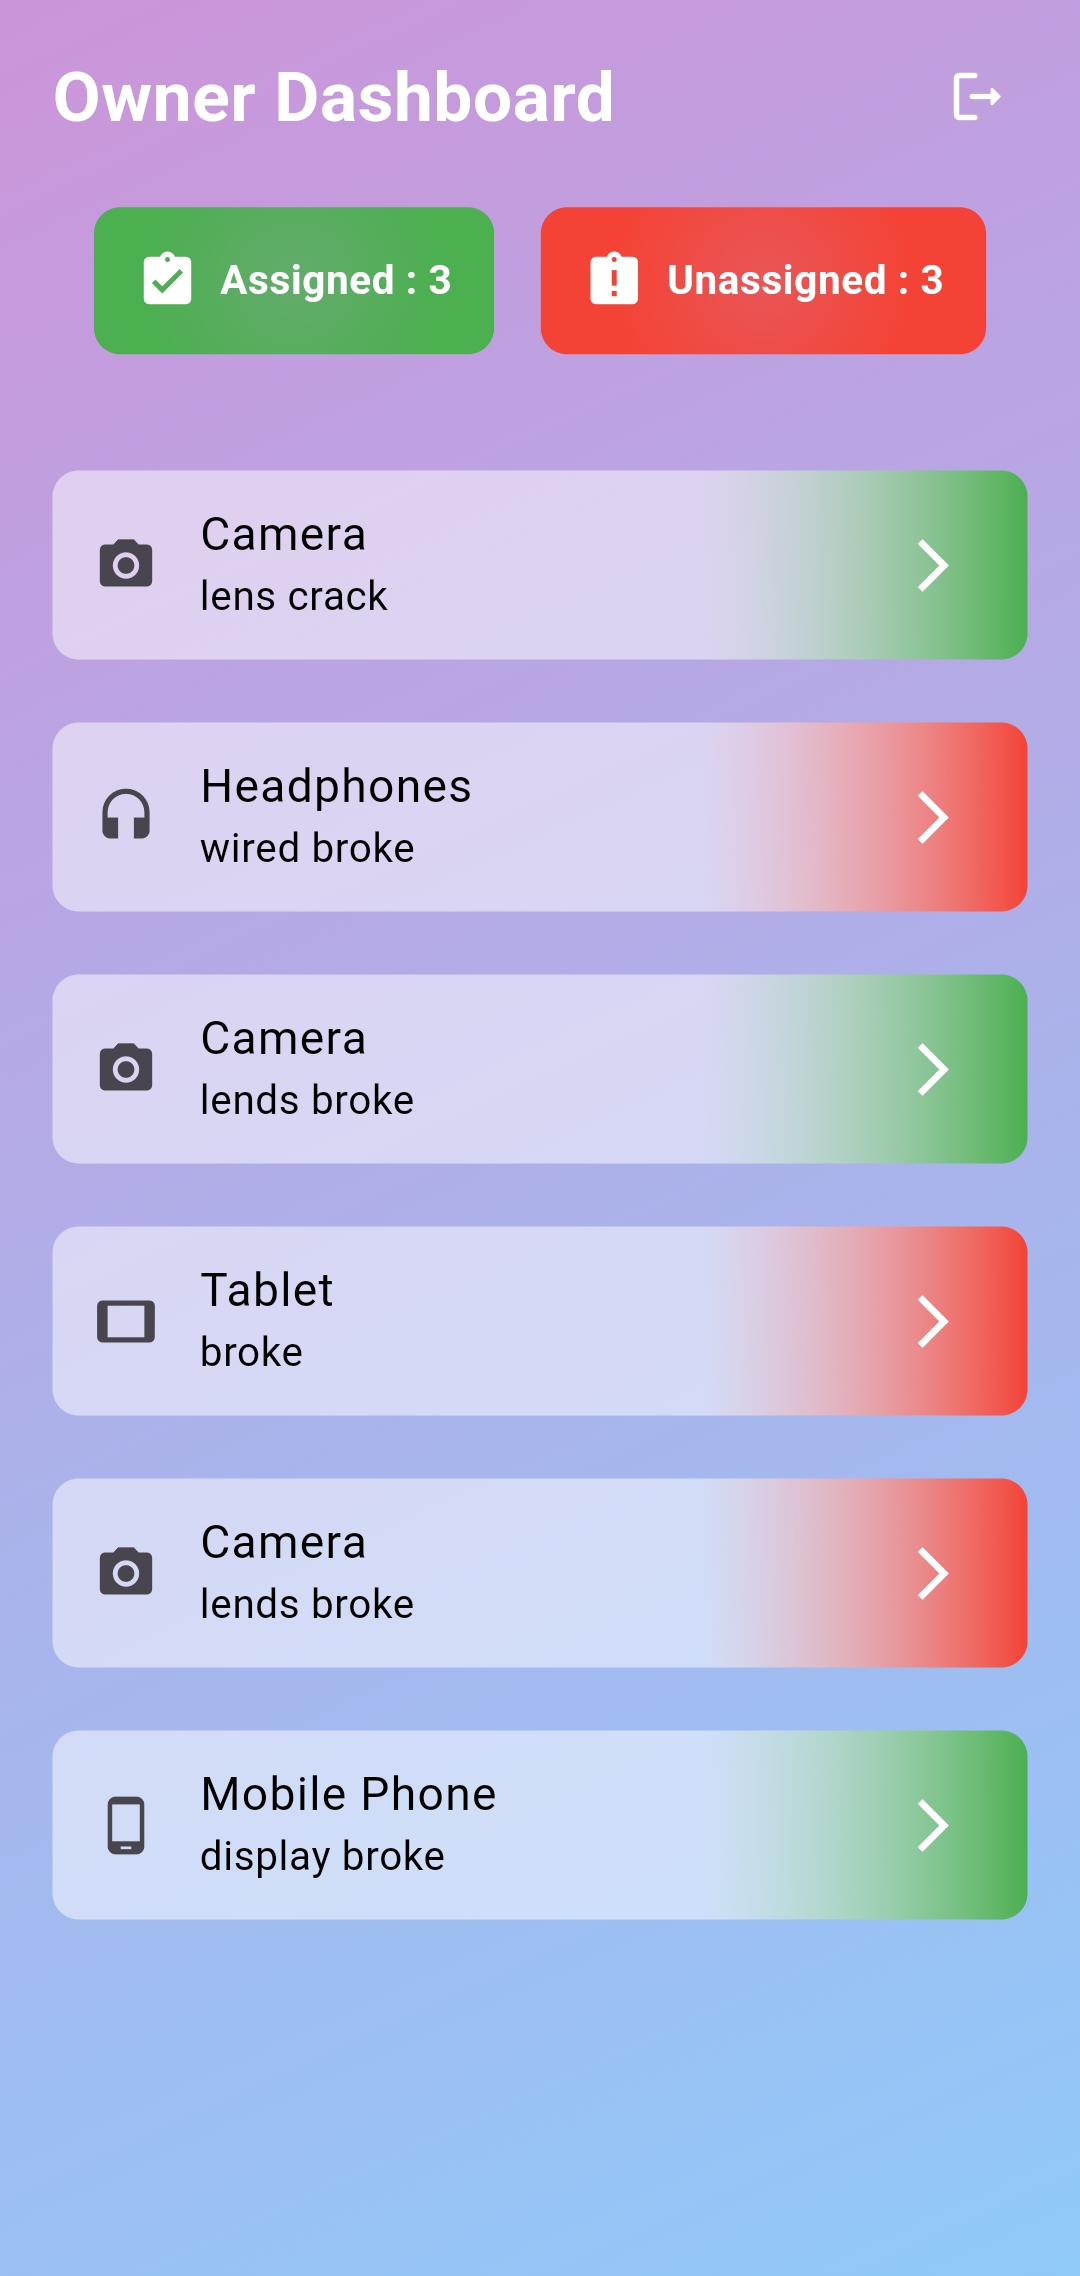 Owner Dashboard
Assigned : 3
Unassigned : 3
Camera
lens crack
Headphones
wired broke
Camera
lends broke
Tablet
broke
Camera
lends broke
Mobile Phone
display broke